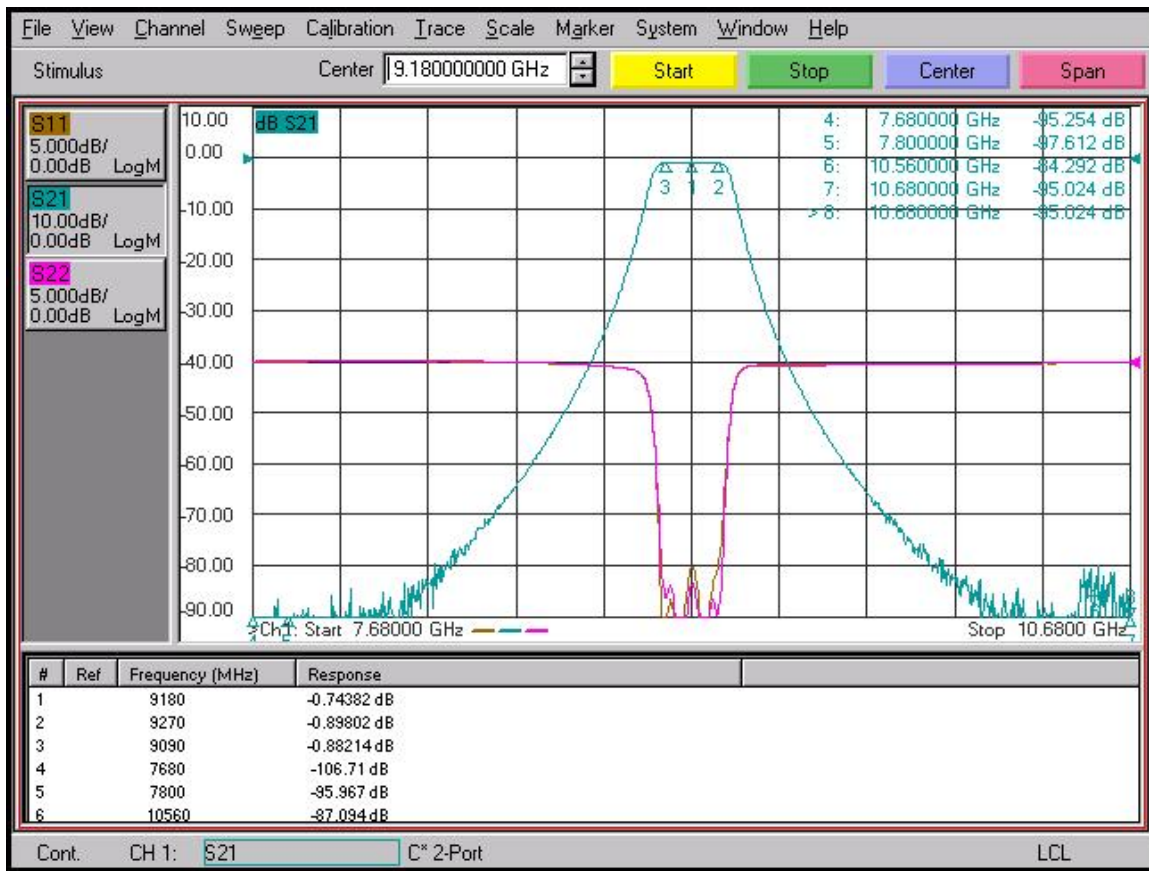 File View Channel Sweep Calibration Trace Scale Marker System Window Help
Stimulus Center 9.180000000 GHz Start Stop Center Span
S11
5.000dB/
0.00dB LogM
S21
10.00dB/
0.00dB LogM
S22
5.000dB/
0.00dB LogM
dB S21
10.00
0.00
-10.00
-20.00
-30.00
-40.00
-50.00
-60.00
-70.00
-80.00
-90.00
4: 7.680000 GHz -95.254 dB
5: 7.800000 GHz -97.612 dB
6: 10.560000 GHz -84.292 dB
7: 10.680000 GHz -95.024 dB
> 8: 10.680000 GHz -95.024 dB
3 1 2
>Ch1: Start 7.68000 GHz
Stop 10.6800 GHz
# Ref Frequency (MHz) Response
1 9180 -0.74382 dB
2 9270 -0.89802 dB
3 9090 -0.88214 dB
4 7680 -106.71 dB
5 7800 -95.967 dB
6 10560 -87.094 dB
Cont. CH 1: S21 C* 2-Port LCL